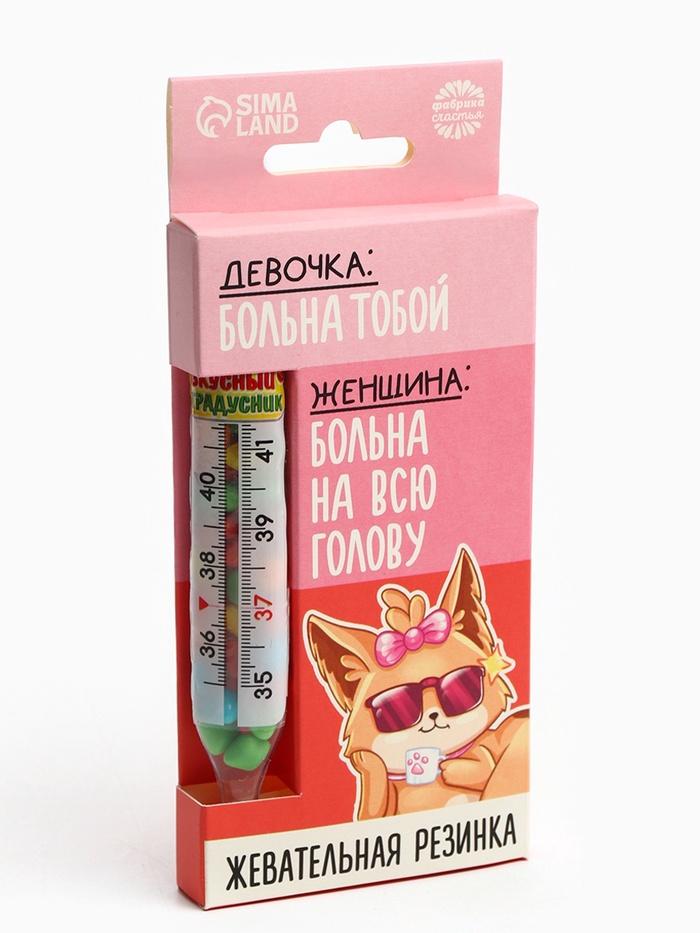 SIMA
LAND
фабрика
счастья
ДЕВОЧКА:
БОЛЬНА ТОБОЙ
ВКУСНЫЙ
ГРАДУСНИК
ЖЕНЩИНА:
БОЛЬНА
НА ВСЮ
ГОЛОВУ
41
40
39
38
37
36
35
ЖЕВАТЕЛЬНАЯ РЕЗИНКА